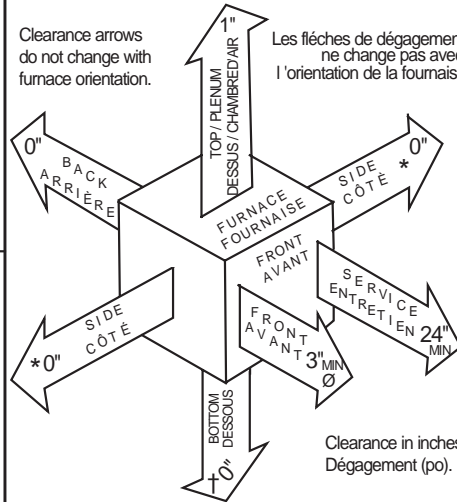 Clearance arrows
do not change with
furnace orientation.
Les fléches de dégagement
ne change pas avec
l 'orientation de la fournaise
1"
TOP / PLENUM
DESSUS / CHAMBRED'AIR
0"
BACK
ARRIÈRE
0"
SIDE
CÔTÈ *
FURNACE
FOURNAISE
FRONT
AVANT
SERVICE
ENTRETIEN
24"
MIN
SIDE
CÔTÉ
*0"
FRONT
AVANT
3" MIN
Ø
BOTTOM
DESSOUS
†0"
Clearance in inches
Dégagement (po).